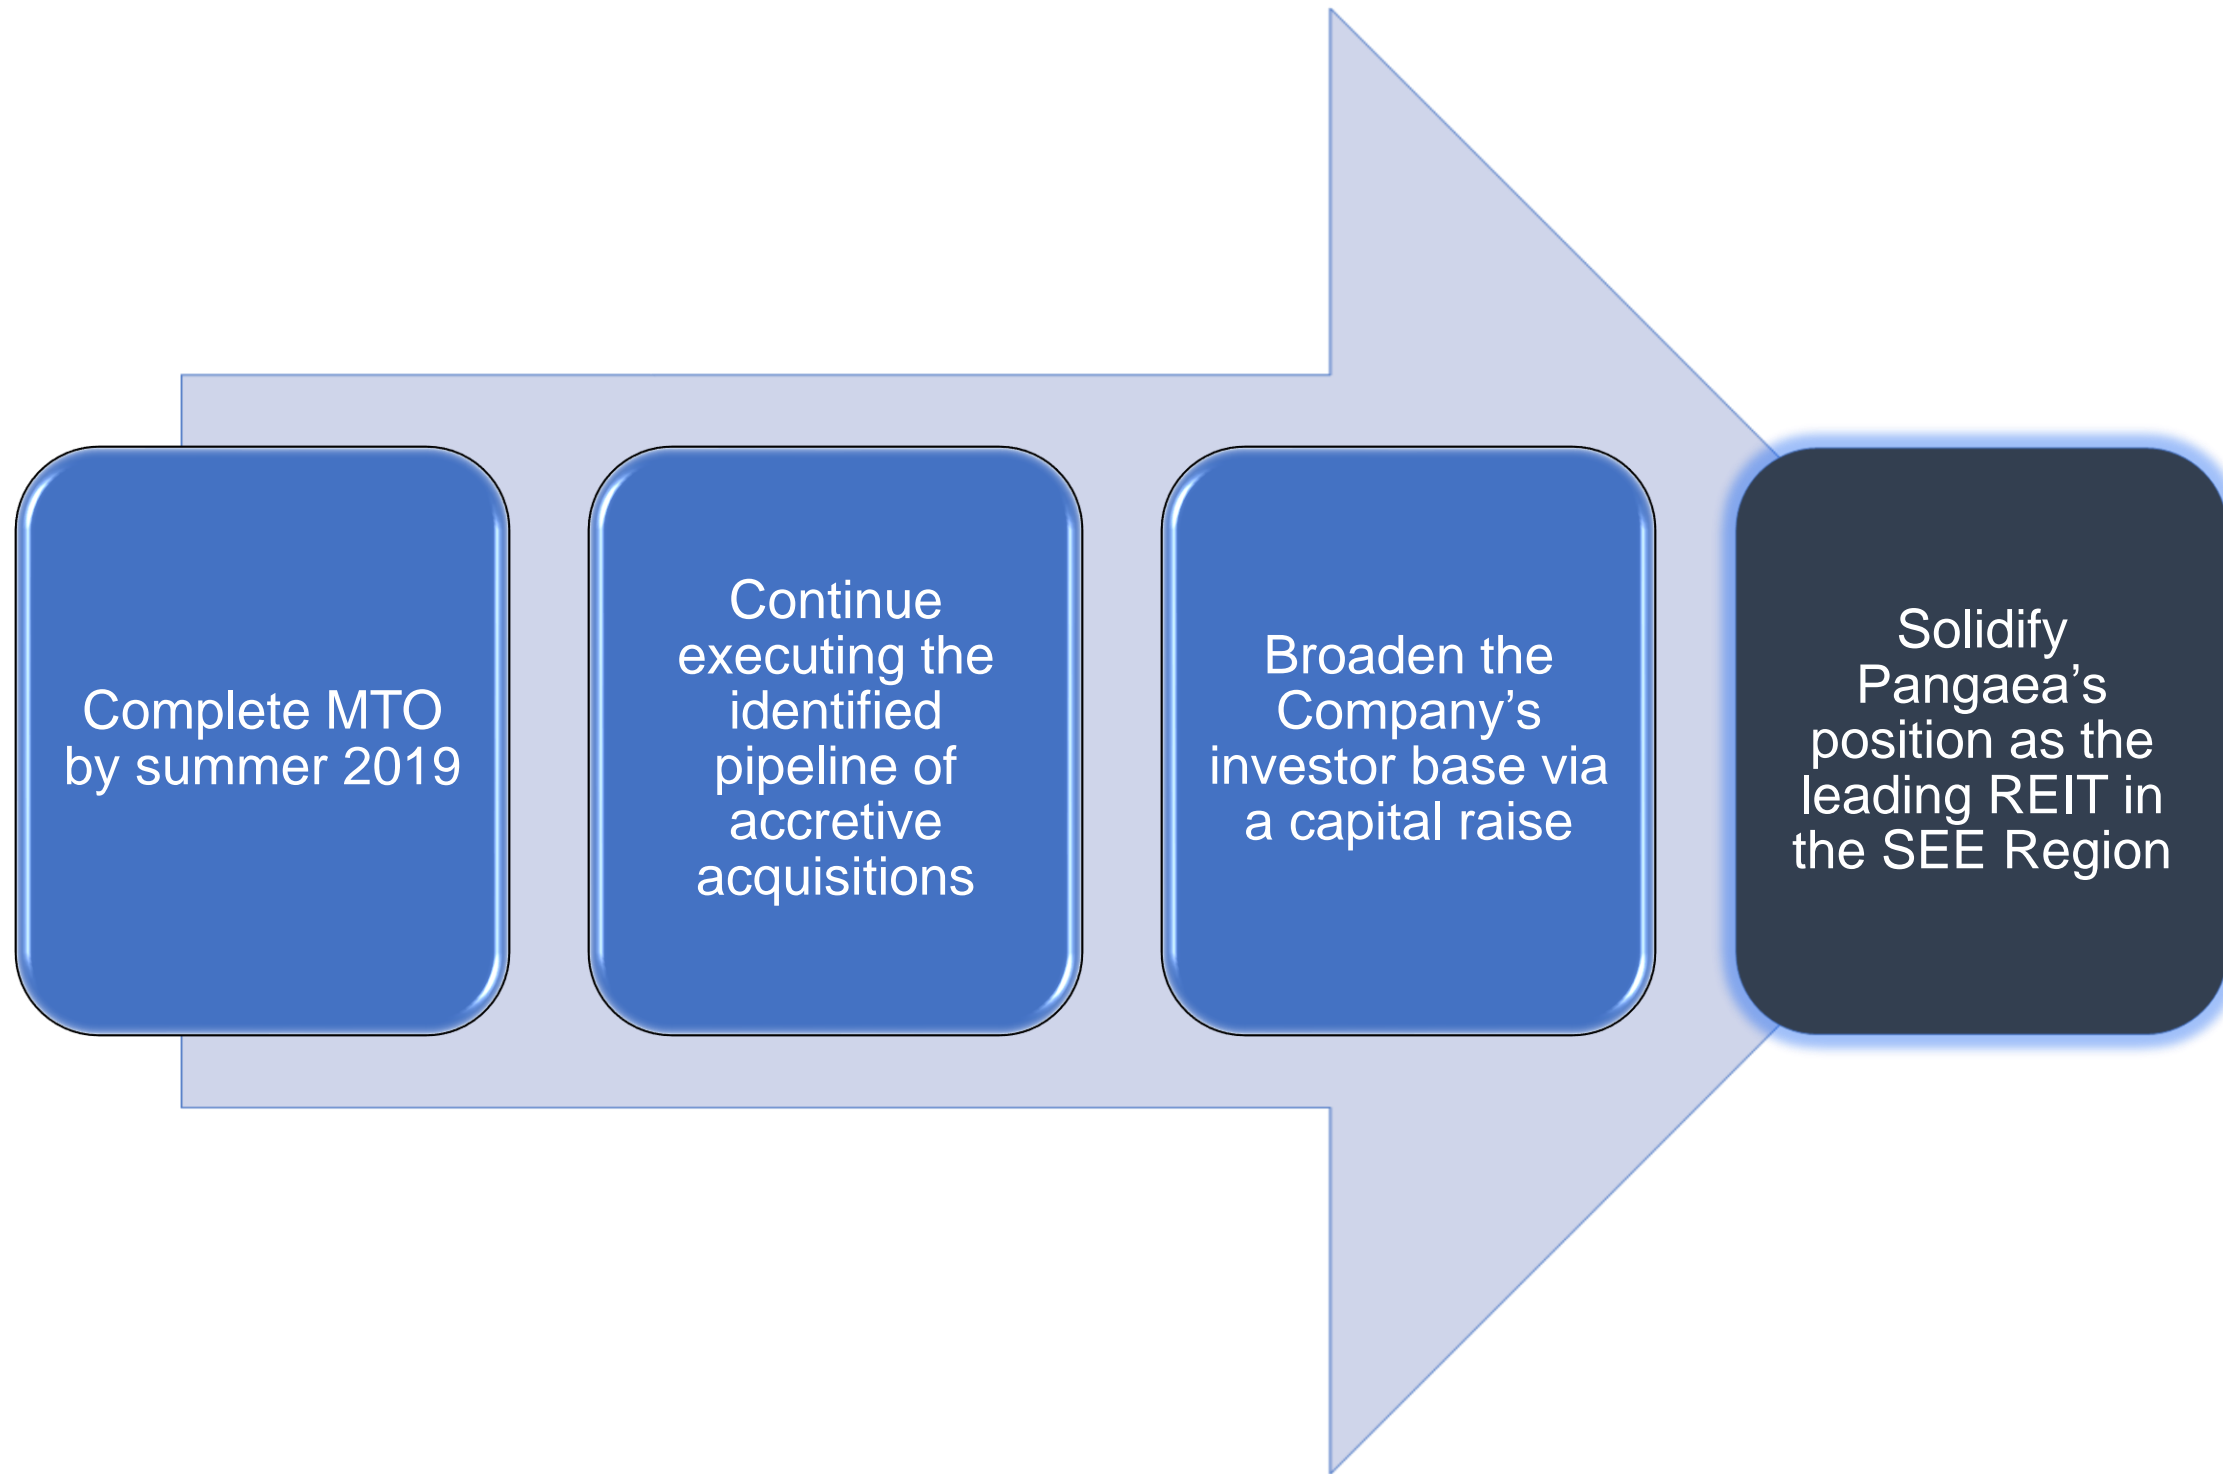 Complete MTO
by summer 2019
Continue
executing the
identified
pipeline of
accretive
acquisitions
Broaden the
Company’s
investor base via
a capital raise
Solidify
Pangaea’s
position as the
leading REIT in
the SEE Region